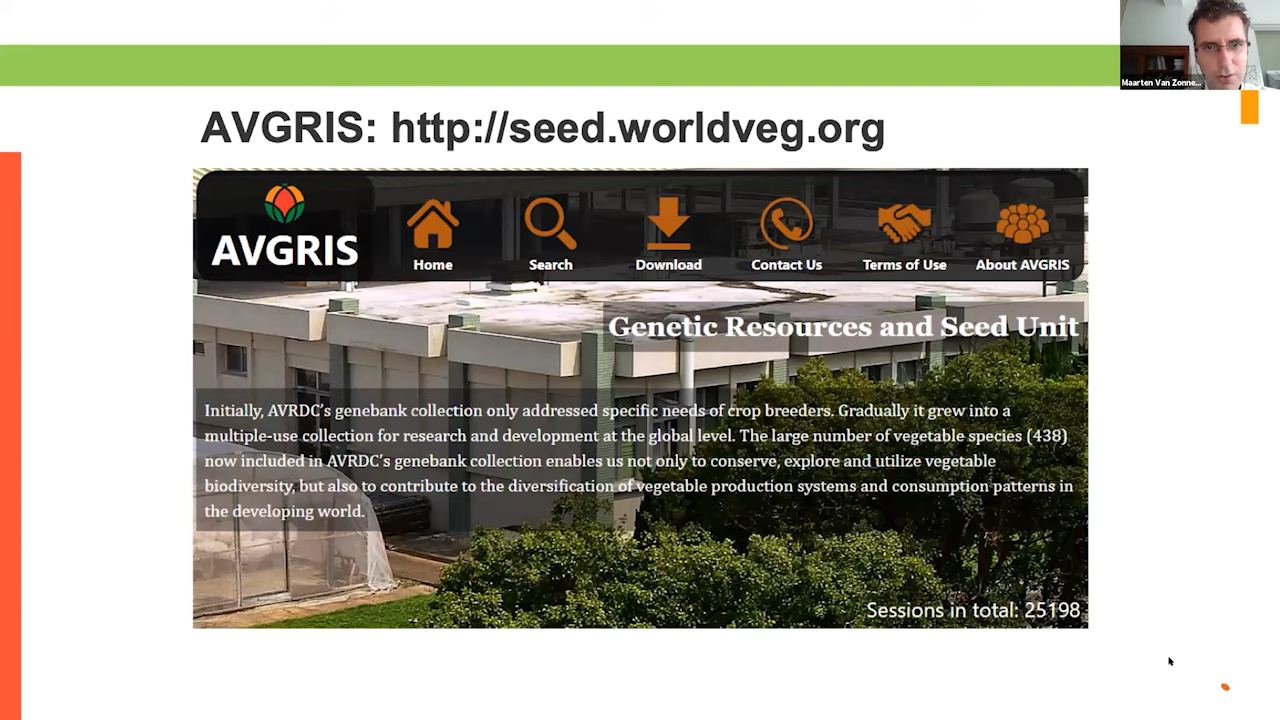 Maarten Van Zonne...
AVGRIS: http://seed.worldveg.org
AVGRIS
Home
Search
Download
Contact Us
Terms of Use
About AVGRIS
Genetic Resources and Seed Unit
Initially, AVRDC's genebank collection only addressed specific needs of crop breeders. Gradually it grew into a
multiple-use collection for research and development at the global level. The large number of vegetable species (438)
now included in AVRDC's genebank collection enables us not only to conserve, explore and utilize vegetable
biodiversity, but also to contribute to the diversification of vegetable production systems and consumption patterns in
the developing world.
Sessions in total: 25198